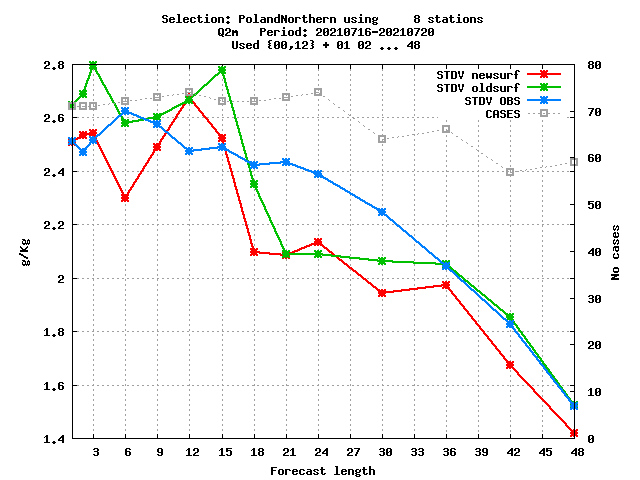 Selection: PolandNorthern using     8 stations
Q2m   Period: 20210716-20210720
Used {00,12} + 01 02 ... 48
STDV newsurf
STDV oldsurf
STDV OBS
CASES
g/Kg
2.8
2.6
2.4
2.2
2
1.8
1.6
1.4
80
70
60
50
40
30
20
10
0
No cases
3 6 9 12 15 18 21 24 27 30 33 36 39 42 45 48
Forecast length